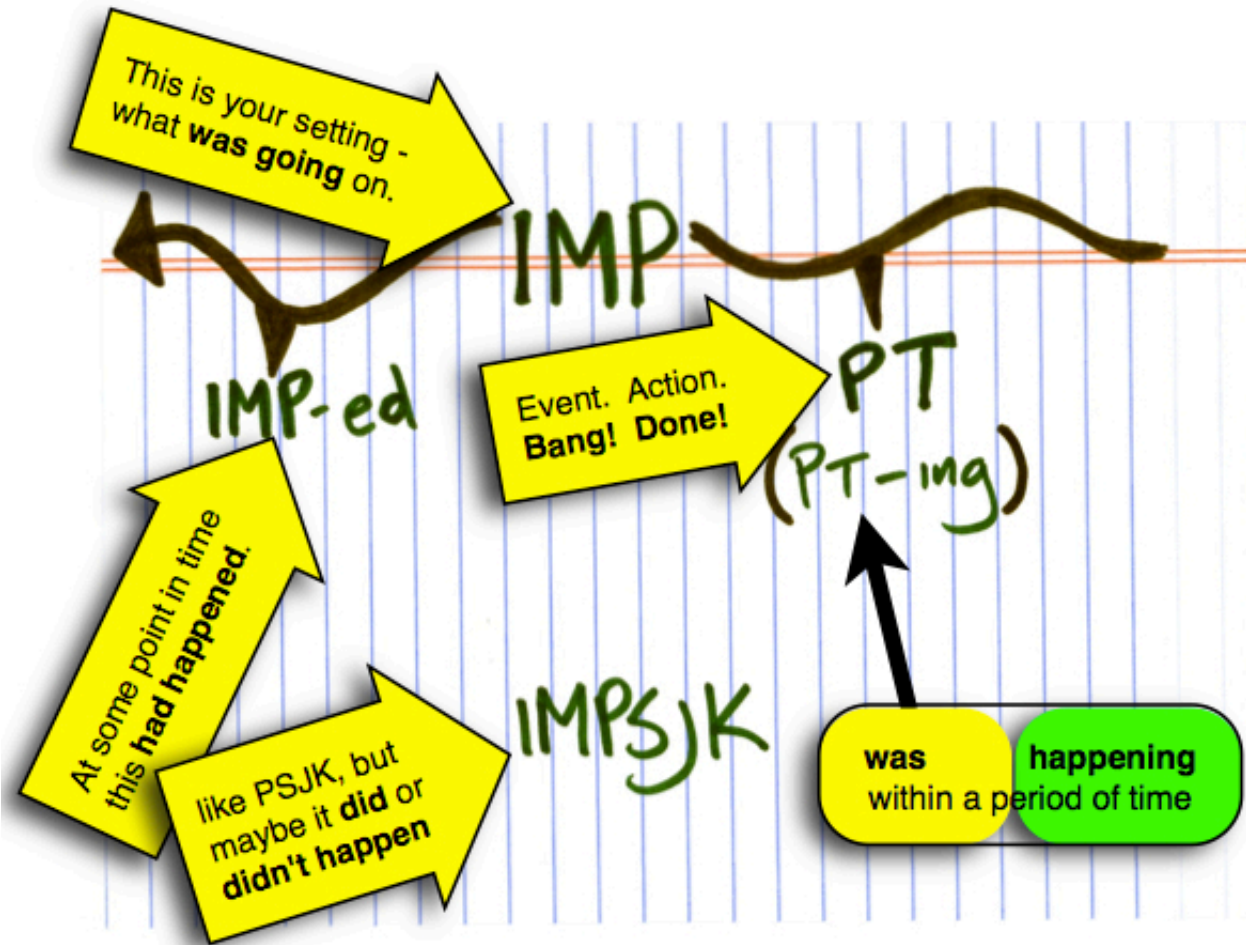 This is your setting -
what was going on.
IMP
IMP-ed
Event. Action.
Bang! Done!
PT
(PT-ing)
At some point in time
this had happened.
like PSJK, but
maybe it did or
didn't happen
IMPSJK
was happening
within a period of time